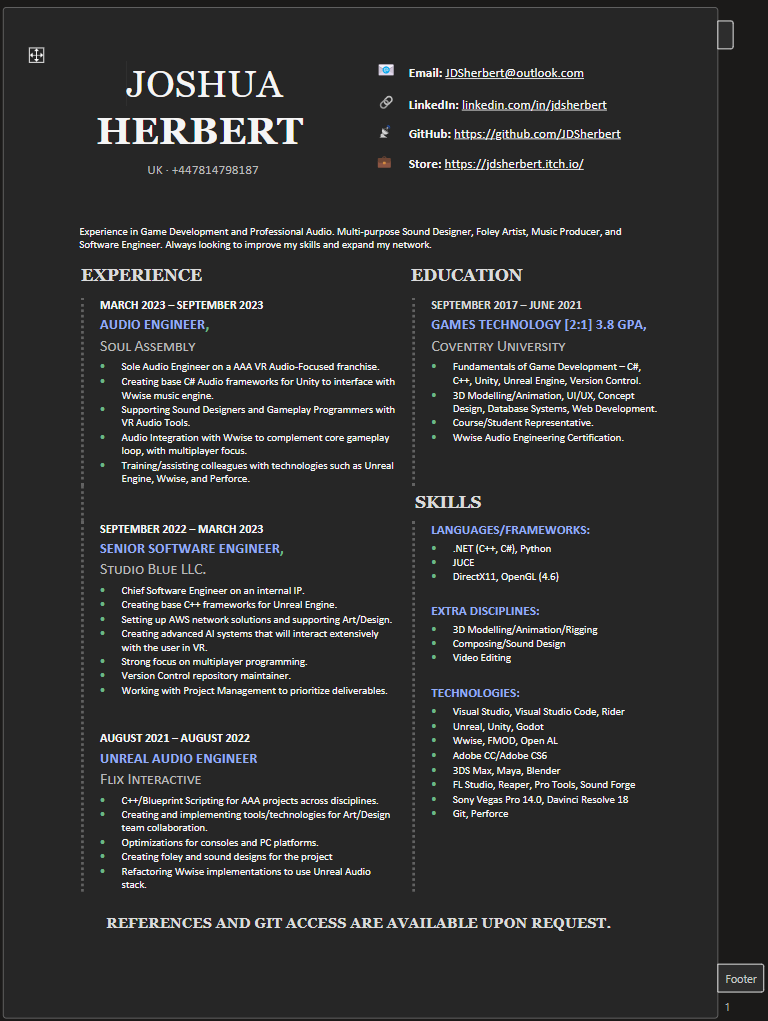 JOSHUA
HERBERT
UK · +447814798187
Email: JDSherbert@outlook.com
LinkedIn: linkedin.com/in/jdsherbert
GitHub: https://github.com/JDSherbert
Store: https://jdsherbert.itch.io/
Experience in Game Development and Professional Audio. Multi-purpose Sound Designer, Foley Artist, Music Producer, and
Software Engineer. Always looking to improve my skills and expand my network.
EXPERIENCE
MARCH 2023 – SEPTEMBER 2023
AUDIO ENGINEER,
SOUL ASSEMBLY
• Sole Audio Engineer on a AAA VR Audio-Focused franchise.
• Creating base C# Audio frameworks for Unity to interface with
Wwise music engine.
• Supporting Sound Designers and Gameplay Programmers with
VR Audio Tools.
• Audio Integration with Wwise to complement core gameplay
loop, with multiplayer focus.
• Training/assisting colleagues with technologies such as Unreal
Engine, Wwise, and Perforce.
SEPTEMBER 2022 – MARCH 2023
SENIOR SOFTWARE ENGINEER,
STUDIO BLUE LLC.
• Chief Software Engineer on an internal IP.
• Creating base C++ frameworks for Unreal Engine.
• Setting up AWS network solutions and supporting Art/Design.
• Creating advanced AI systems that will interact extensively
with the user in VR.
• Strong focus on multiplayer programming.
• Version Control repository maintainer.
• Working with Project Management to prioritize deliverables.
AUGUST 2021 – AUGUST 2022
UNREAL AUDIO ENGINEER
FLIX INTERACTIVE
• C++/Blueprint Scripting for AAA projects across disciplines.
• Creating and implementing tools/technologies for Art/Design
team collaboration.
• Optimizations for consoles and PC platforms.
• Creating foley and sound designs for the project
• Refactoring Wwise implementations to use Unreal Audio
stack.
EDUCATION
SEPTEMBER 2017 – JUNE 2021
GAMES TECHNOLOGY [2:1] 3.8 GPA,
COVENTRY UNIVERSITY
• Fundamentals of Game Development – C#,
C++, Unity, Unreal Engine, Version Control.
• 3D Modelling/Animation, UI/UX, Concept
Design, Database Systems, Web Development.
• Course/Student Representative.
• Wwise Audio Engineering Certification.
SKILLS
LANGUAGES/FRAMEWORKS:
• .NET (C++, C#), Python
• JUCE
• DirectX11, OpenGL (4.6)
EXTRA DISCIPLINES:
• 3D Modelling/Animation/Rigging
• Composing/Sound Design
• Video Editing
TECHNOLOGIES:
• Visual Studio, Visual Studio Code, Rider
• Unreal, Unity, Godot
• Wwise, FMOD, Open AL
• Adobe CC/Adobe CS6
• 3DS Max, Maya, Blender
• FL Studio, Reaper, Pro Tools, Sound Forge
• Sony Vegas Pro 14.0, Davinci Resolve 18
• Git, Perforce
REFERENCES AND GIT ACCESS ARE AVAILABLE UPON REQUEST.
Footer
1